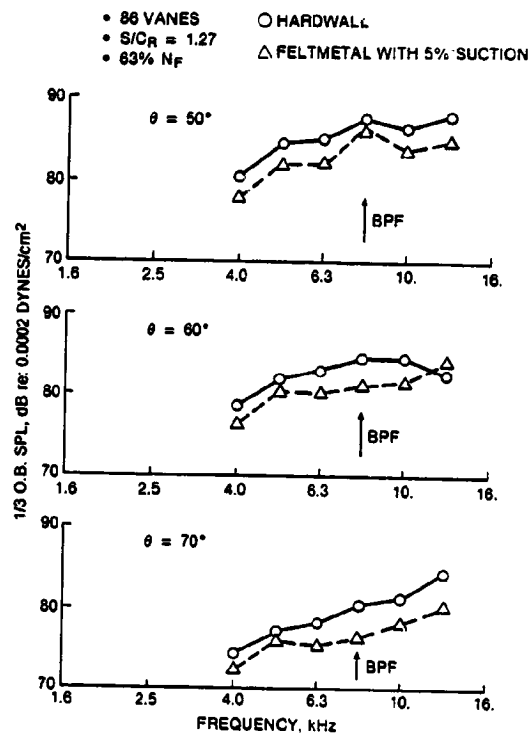 • 86 VANES
• S/CR = 1.27
• 63% NF
HARDWALL
FELTMETAL WITH 5% SUCTION
1/3 O.B. SPL, dB re: 0.0002 DYNES/cm2
90
80
70
θ = 50°
BPF
1.6 2.5 4.0 6.3 10. 16.
90
80
70
θ = 60°
BPF
1.6 2.5 4.0 6.3 10. 16.
90
80
70
θ = 70°
BPF
1.6 2.5 4.0 6.3 10. 16.
FREQUENCY, kHz